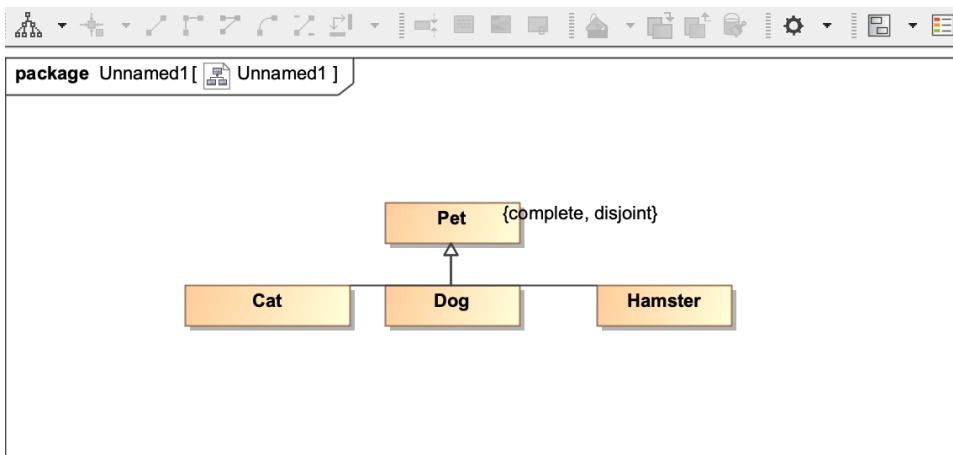 package Unnamed1 [ Unnamed1 ]
Pet {complete, disjoint}
Cat Dog Hamster